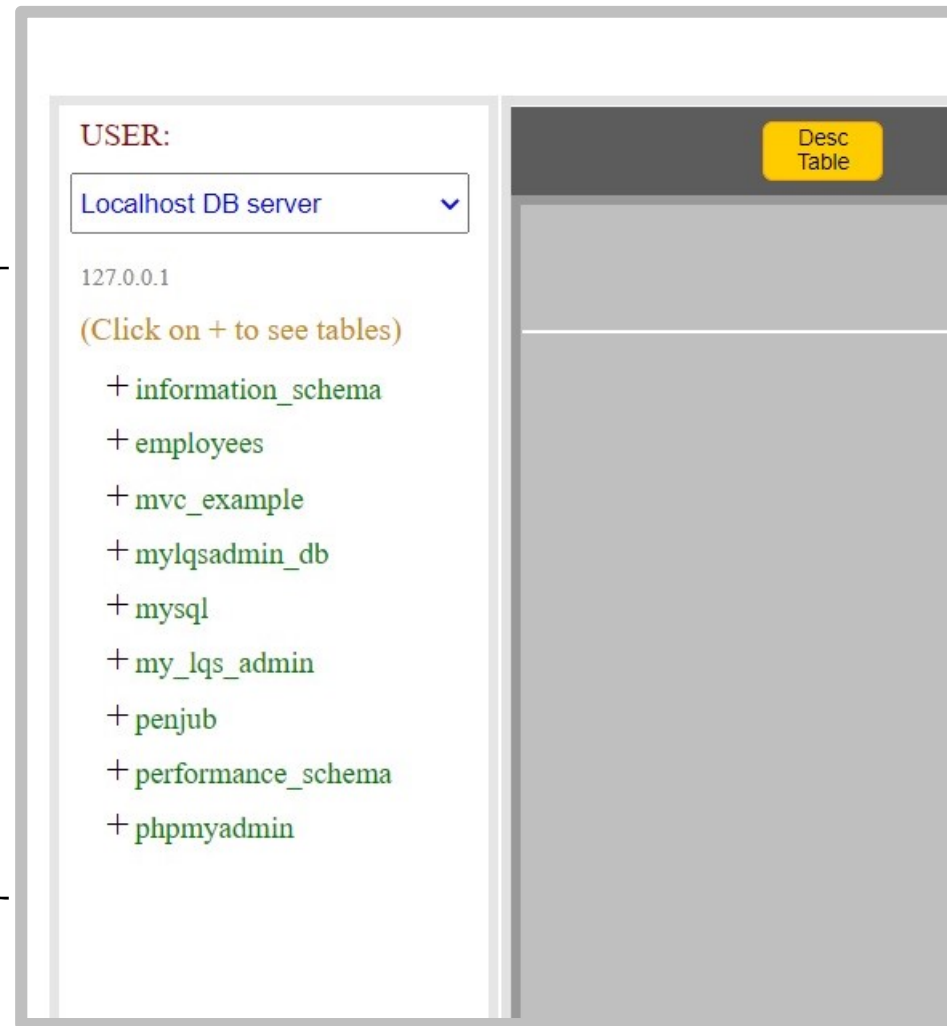 USER:
Localhost DB server
127.0.0.1
(Click on + to see tables)
+ information_schema
+ employees
+ mvc_example
+ mylqsadmin_db
+ mysql
+ my_lqs_admin
+ penjub
+ performance_schema
+ phpmyadmin
Desc
Table